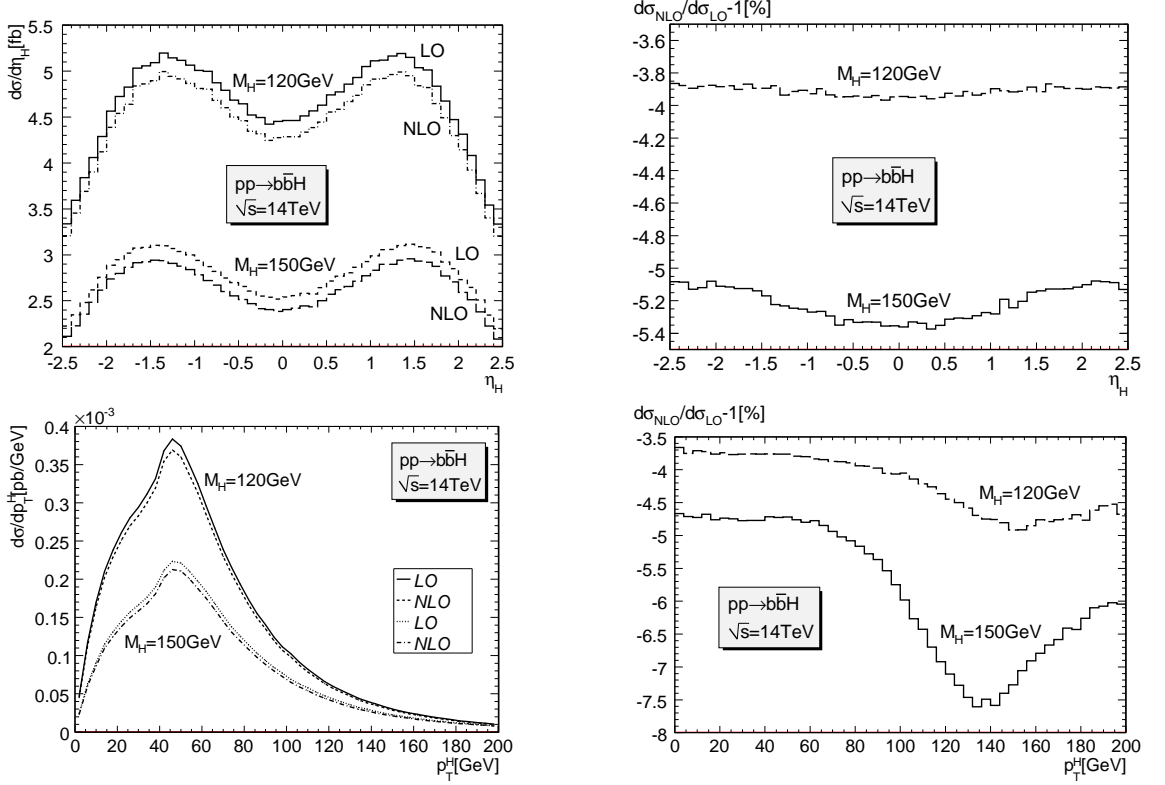 dσ/dη_H[fb]
5.5
5
4.5
4
3.5
3
2.5
2
LO
M_H=120GeV
NLO
pp→bb̄H
√s=14TeV
M_H=150GeV
LO
NLO
-2.5 -2 -1.5 -1 -0.5 0 0.5 1 1.5 2 2.5
η_H
dσ_NLO/dσ_LO-1[%]
-3.6
-3.8
-4
-4.2
-4.4
-4.6
-4.8
-5
-5.2
-5.4
M_H=120GeV
pp→bb̄H
√s=14TeV
M_H=150GeV
-2.5 -2 -1.5 -1 -0.5 0 0.5 1 1.5 2 2.5
η_H
×10^-3
dσ/dp_T^H[pb/GeV]
0.4
0.35
0.3
0.25
0.2
0.15
0.1
0.05
0
M_H=120GeV
pp→bb̄H
√s=14TeV
LO
NLO
LO
NLO
M_H=150GeV
0 20 40 60 80 100 120 140 160 180 200
p_T^H[GeV]
dσ_NLO/dσ_LO-1[%]
-3.5
-4
-4.5
-5
-5.5
-6
-6.5
-7
-7.5
-8
M_H=120GeV
pp→bb̄H
√s=14TeV
M_H=150GeV
0 20 40 60 80 100 120 140 160 180 200
p_T^H[GeV]